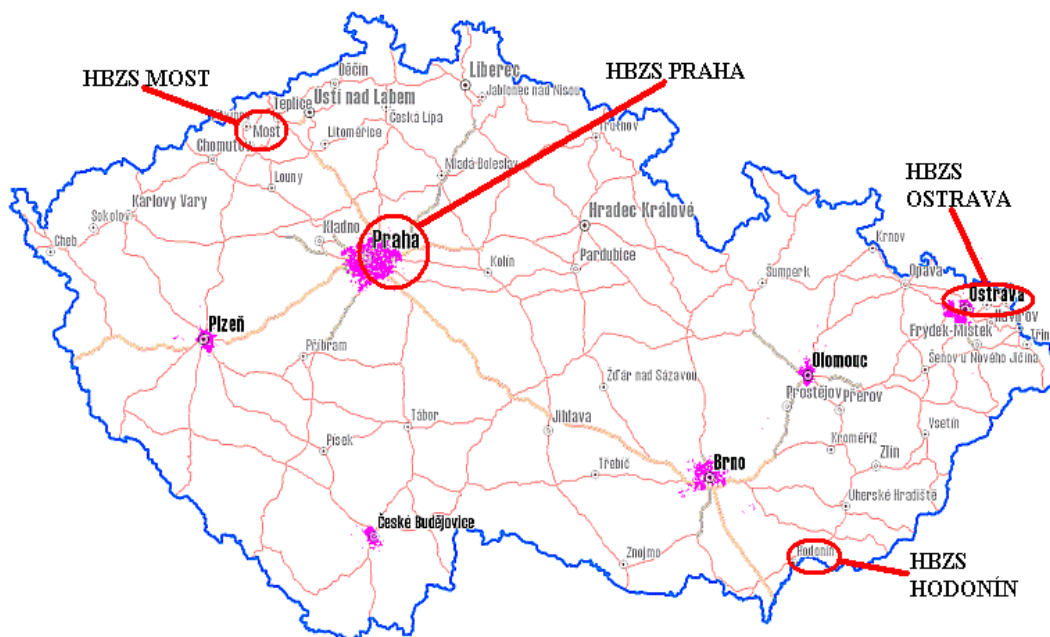 HBZS MOST
HBZS PRAHA
HBZS
OSTRAVA
HBZS
HODONÍN
Děčín
Liberec
Teplice
Ústí nad Labem
Jablonec nad Nisou
Česká Lípa
Most
Litoměřice
Trutnov
Chomutov
Mladá Boleslav
Louny
Karlovy Vary
Sokolov
Cheb
Kladno
Praha
Hradec Králové
Kolín
Pardubice
Krnov
Šumperk
Opava
Ostrava
Havířov
Frýdek-Místek
Plzeň
Příbram
Olomouc
Šenov u Nového Jičína
Žďár nad Sázavou
Prostějov
Přerov
Tábor
Jihlava
Vsetín
Písek
Kroměříž
Zlín
Třebíč
Brno
Uherské Hradiště
České Budějovice
Znojmo
Hodonín